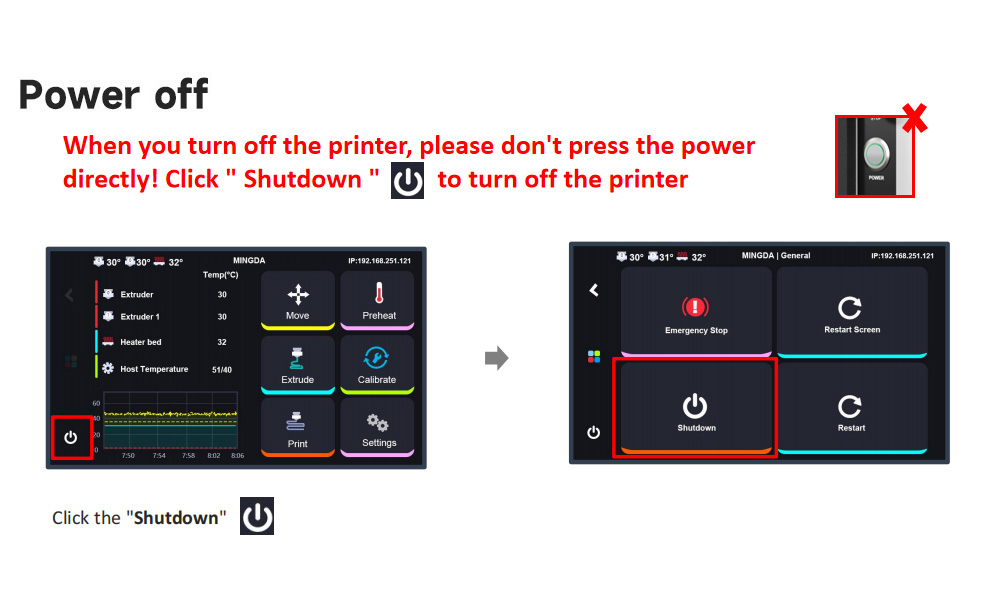 Power off
When you turn off the printer, please don't press the power
directly! Click " Shutdown " to turn off the printer
POWER
30° 30° 32° MINGDA IP:192.168.251.121
Temp(°C)
Extruder 30
Extruder 1 30
Heater bed 32
Host Temperature 51/40
60
40
20
0
7:50 7:54 7:58 8:02 8:06
Move
Preheat
Extrude
Calibrate
Print
Settings
30° 31° 32° MINGDA | General IP:192.168.251.121
Emergency Stop
Restart Screen
Shutdown
Restart
Click the "Shutdown"